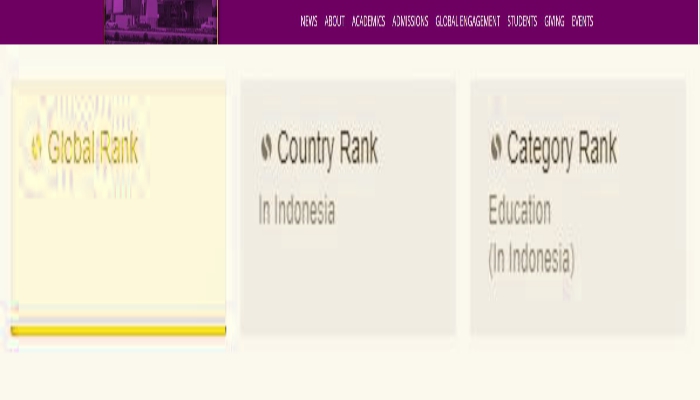 NEWS ABOUT ACADEMICS ADMISSIONS GLOBAL ENGAGEMENT STUDENTS GIVING EVENTS
Global Rank
Country Rank
In Indonesia
Category Rank
Education
(In Indonesia)